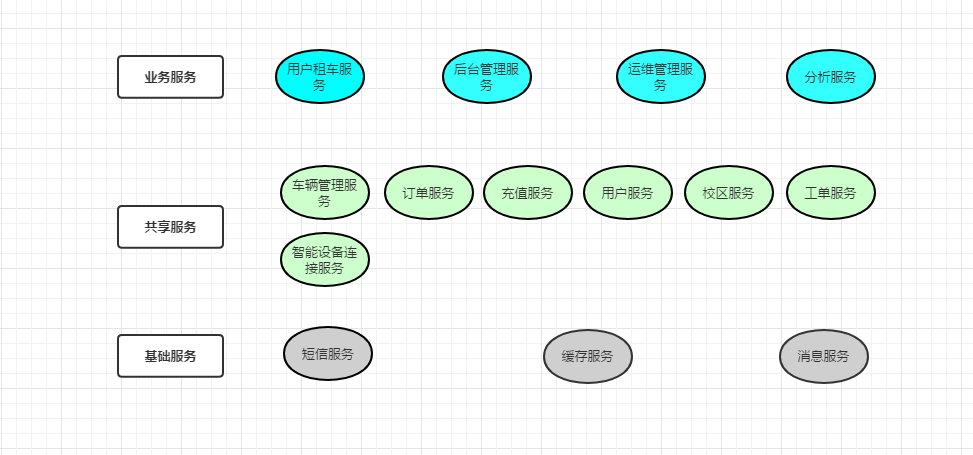 业务服务
用户租车服
务
后台管理服
务
运维管理服
务
分析服务
共享服务
车辆管理服
务
订单服务
充值服务
用户服务
校区服务
工单服务
智能设备连
接服务
基础服务
短信服务
缓存服务
消息服务